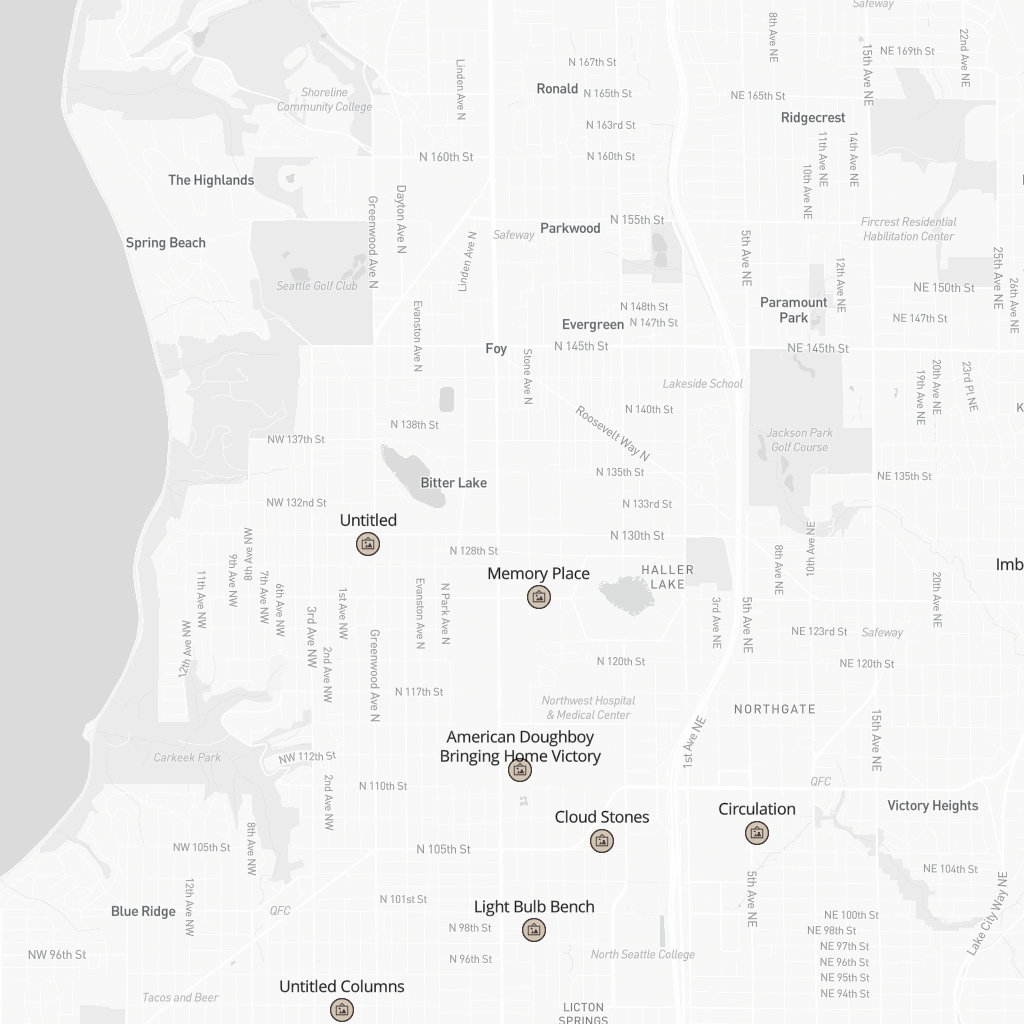 Safeway
8th Ave NE
22nd Ave NE
15th Ave NE
NE 169th St
N 167th St
Linden Ave N
Ronald
N 165th St
Shoreline
Community College
NE 165th St
Ridgecrest
N 163rd St
11th Ave NE
14th Ave NE
N 160th St
N 160th St
10th Ave NE
The Highlands
Greenwood Ave N
Dayton Ave N
N 155th St
Parkwood
Safeway
Linden Ave N
Fircrest Residential
Habilitation Center
Spring Beach
5th Ave NE
12th Ave NE
25th Ave NE
26th Ave NE
Seattle Golf Club
NE 150th St
Paramount
Park
N 148th St
Evergreen
N 147th St
NE 147th St
Evanston Ave N
Foy
N 145th St
NE 145th St
Stone Ave N
Lakeside School
20th Ave NE
19th Ave NE
23rd Pl NE
K
N 140th St
Roosevelt Way N
N 138th St
NW 137th St
Jackson Park
Golf Course
N 135th St
NE 135th St
Bitter Lake
NW 132nd St
N 133rd St
Untitled
N 130th St
N 128th St
8th Ave NW
9th Ave NW
7th Ave NW
6th Ave NW
11th Ave NW
12th Ave NW
1st Ave NW
3rd Ave NW
2nd Ave NW
Evanston Ave N
N Park Ave N
Greenwood Ave N
Memory Place
HALLER
LAKE
8th Ave NE
10th Ave NE
Imb
20th Ave NE
3rd Ave NE
5th Ave NE
NE 123rd St
Safeway
N 120th St
NE 120th St
N 117th St
Northwest Hospital
& Medical Center
NORTHGATE
15th Ave NE
1st Ave NE
American Doughboy
Bringing Home Victory
Carkeek Park
NW 112th St
N 110th St
2nd Ave NW
QFC
Victory Heights
Cloud Stones
Circulation
8th Ave NW
NW 105th St
N 105th St
NE 104th St
12th Ave NW
5th Ave NE
Lake City Way NE
N 101st St
Blue Ridge
QFC
Light Bulb Bench
NE 100th St
N 98th St
NE 98th St
NE 97th St
NW 96th St
N 96th St
North Seattle College
NE 96th St
NE 95th St
NE 94th St
Untitled Columns
Tacos and Beer
LICTON
SPRINGS